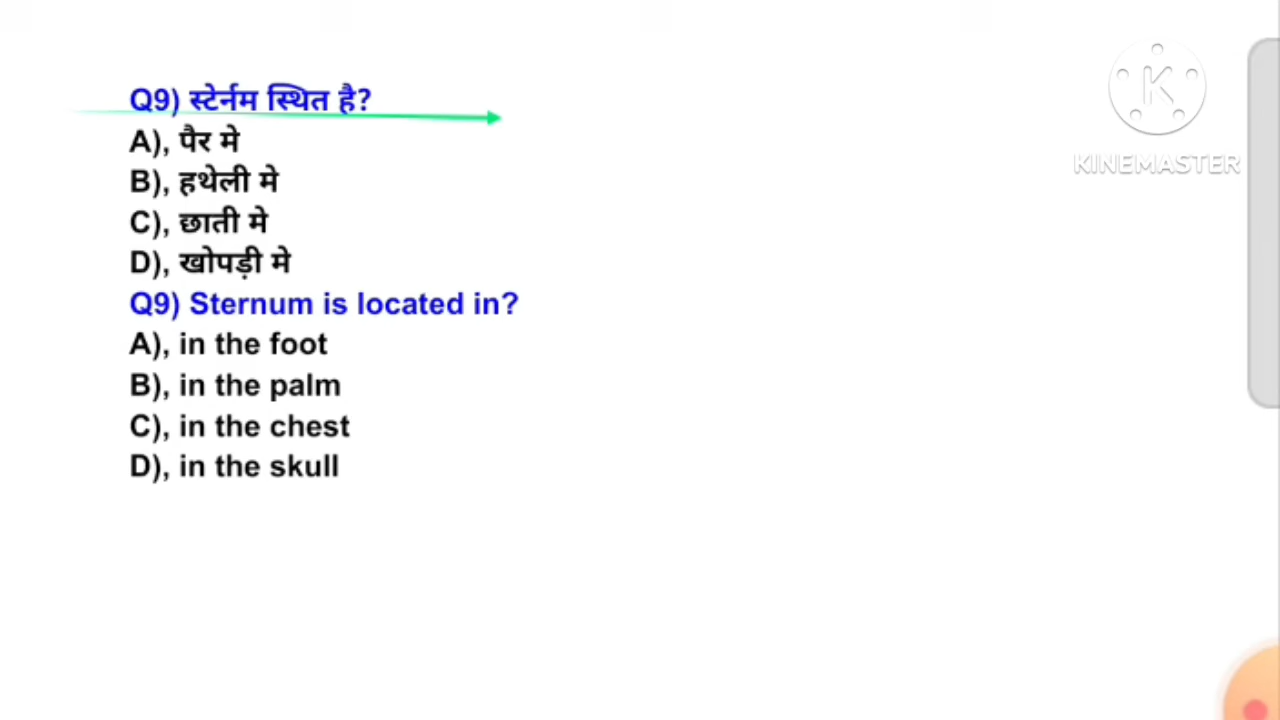 Q9) स्टेर्नम स्थित है?
A), पैर मे
B), हथेली मे
C), छाती मे
D), खोपड़ी मे
Q9) Sternum is located in?
A), in the foot
B), in the palm
C), in the chest
D), in the skull
K
KINEMASTER